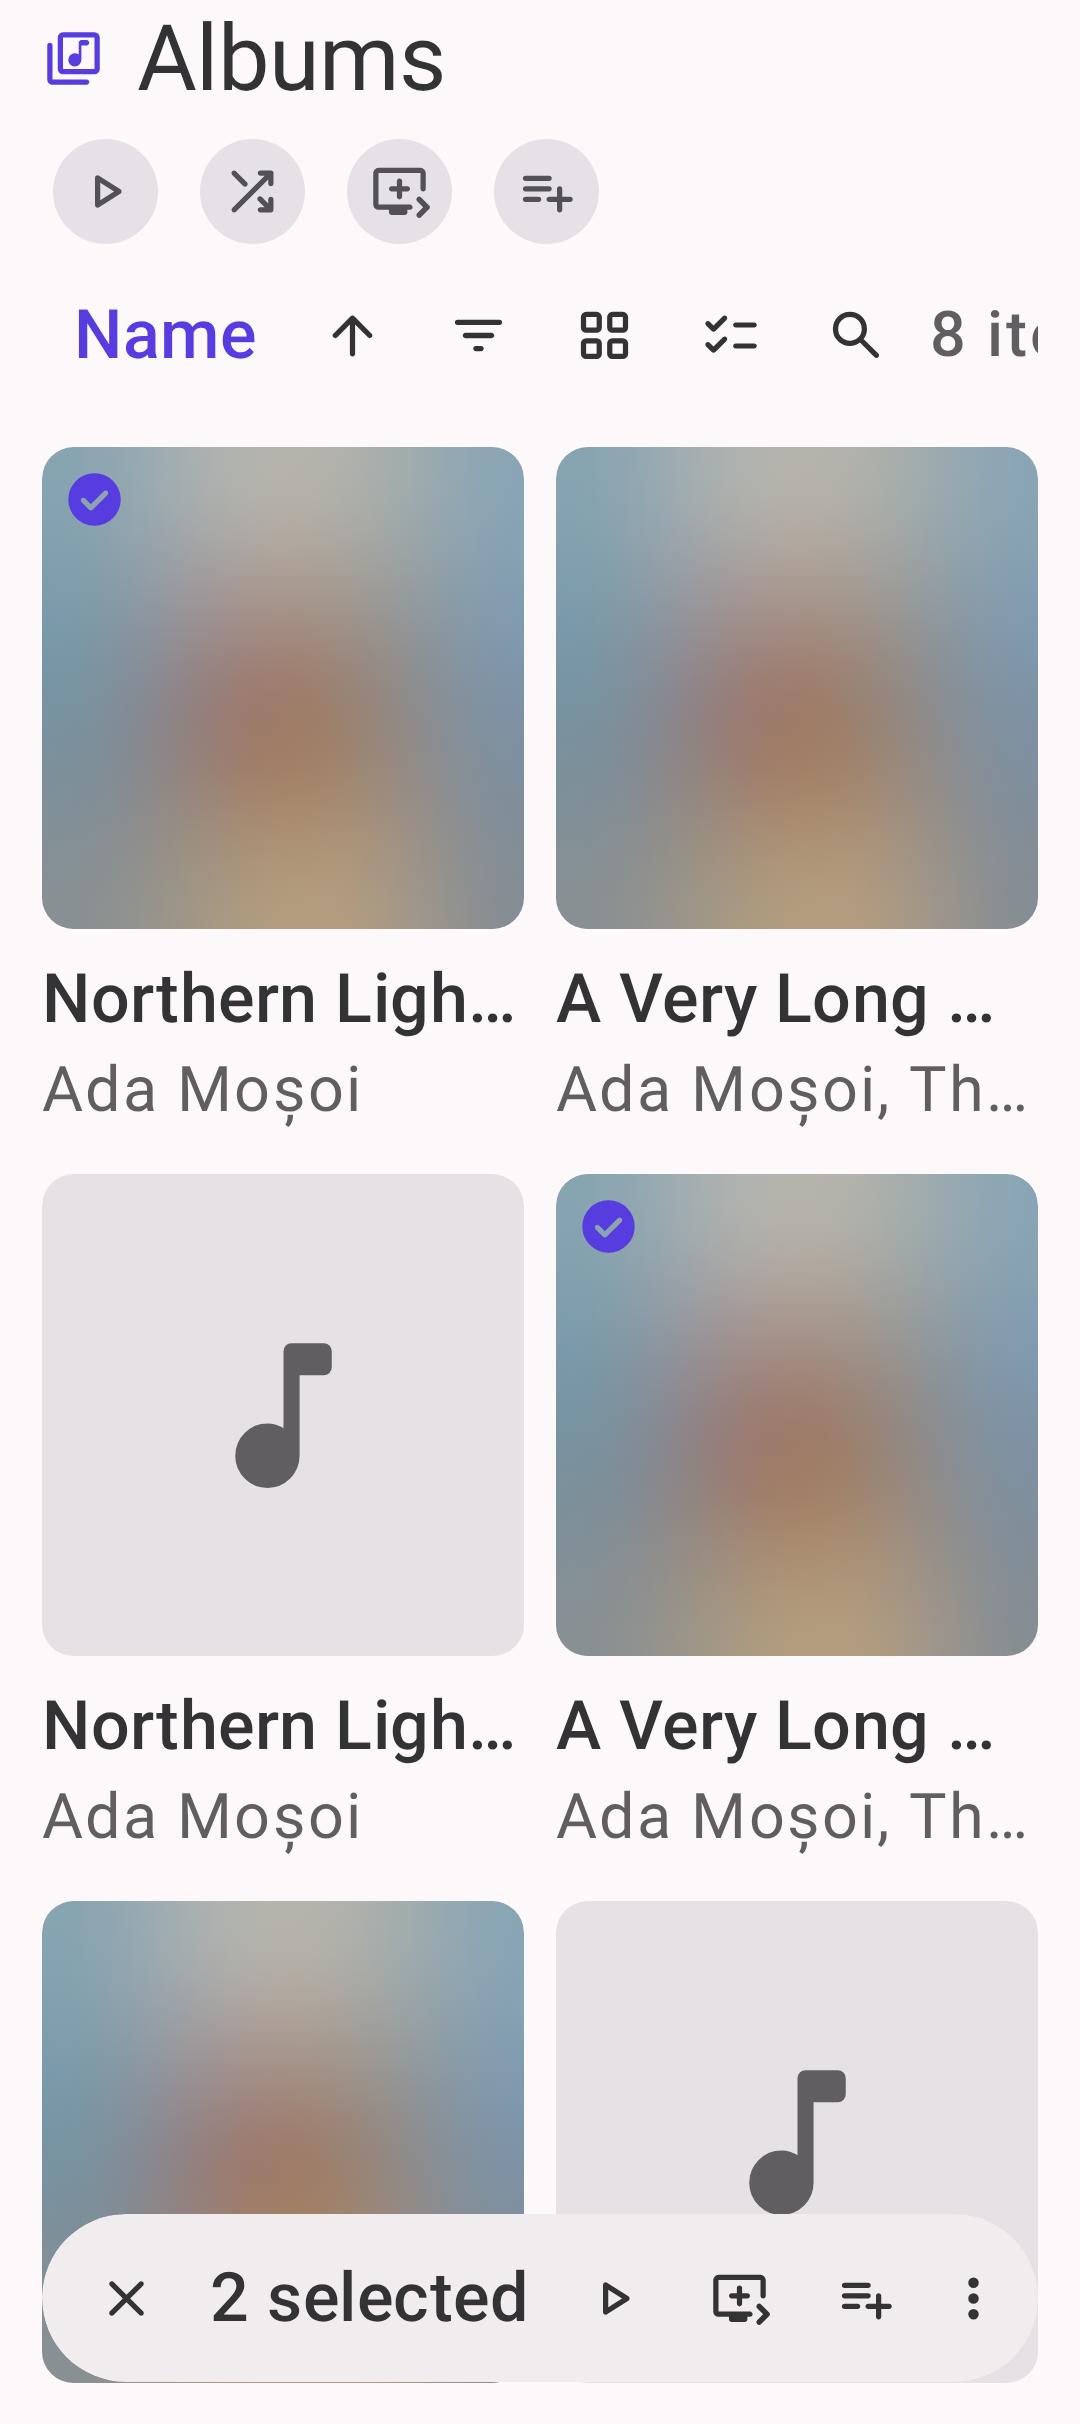 Albums
Name
8 it
Northern Ligh…
A Very Long …
Ada Moșoi
Ada Moșoi, Th…
Northern Ligh…
A Very Long …
Ada Moșoi
Ada Moșoi, Th…
2 selected